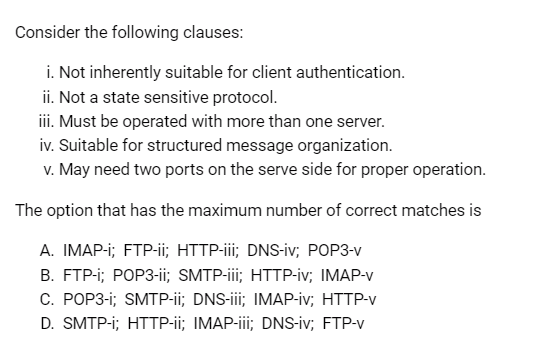 Consider the following clauses:
i. Not inherently suitable for client authentication.
ii. Not a state sensitive protocol.
iii. Must be operated with more than one server.
iv. Suitable for structured message organization.
v. May need two ports on the serve side for proper operation.
The option that has the maximum number of correct matches is
A. IMAP-i; FTP-ii; HTTP-iii; DNS-iv; POP3-v
B. FTP-i; POP3-ii; SMTP-iii; HTTP-iv; IMAP-v
C. POP3-i; SMTP-ii; DNS-iii; IMAP-iv; HTTP-v
D. SMTP-i; HTTP-ii; IMAP-iii; DNS-iv; FTP-v